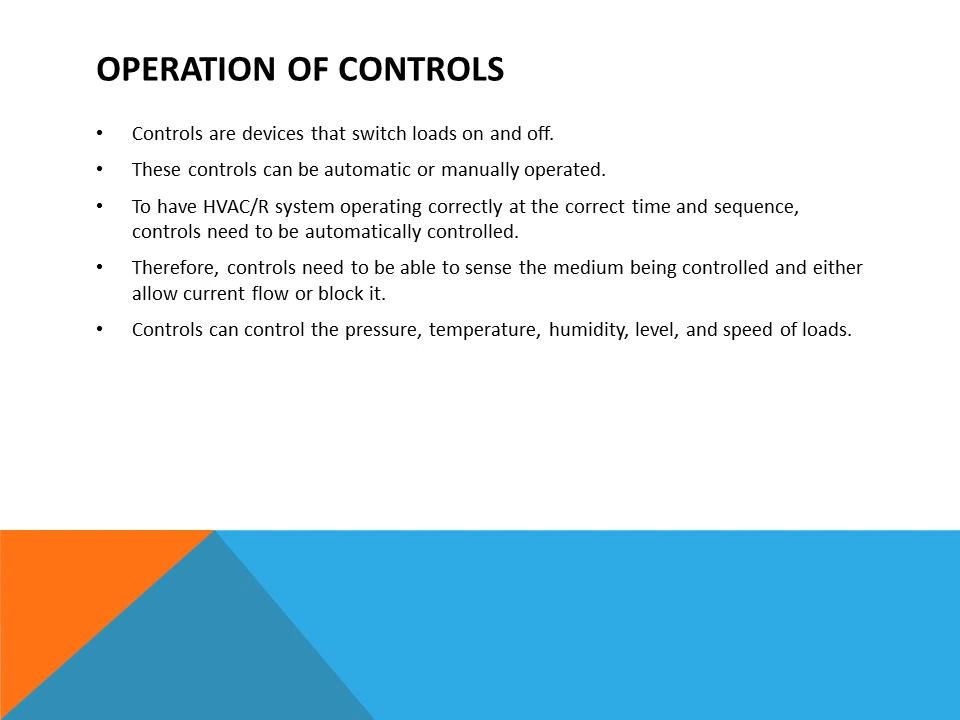 OPERATION OF CONTROLS
• Controls are devices that switch loads on and off.
• These controls can be automatic or manually operated.
• To have HVAC/R system operating correctly at the correct time and sequence,
controls need to be automatically controlled.
• Therefore, controls need to be able to sense the medium being controlled and either
allow current flow or block it.
• Controls can control the pressure, temperature, humidity, level, and speed of loads.